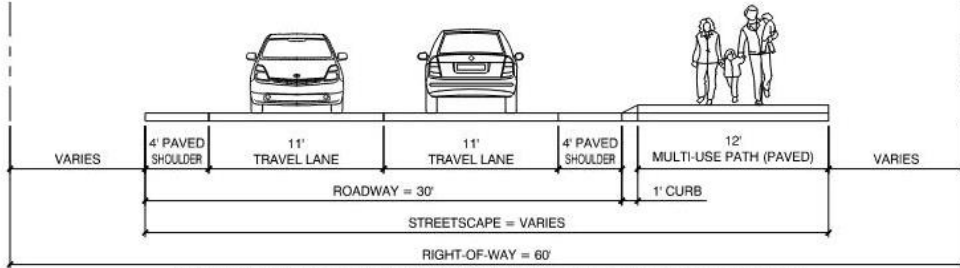 4' PAVED
SHOULDER
11'
TRAVEL LANE
11'
TRAVEL LANE
4' PAVED
SHOULDER
12'
MULTI-USE PATH (PAVED)
VARIES
VARIES
ROADWAY = 30'
1' CURB
STREETSCAPE = VARIES
RIGHT-OF-WAY = 60'